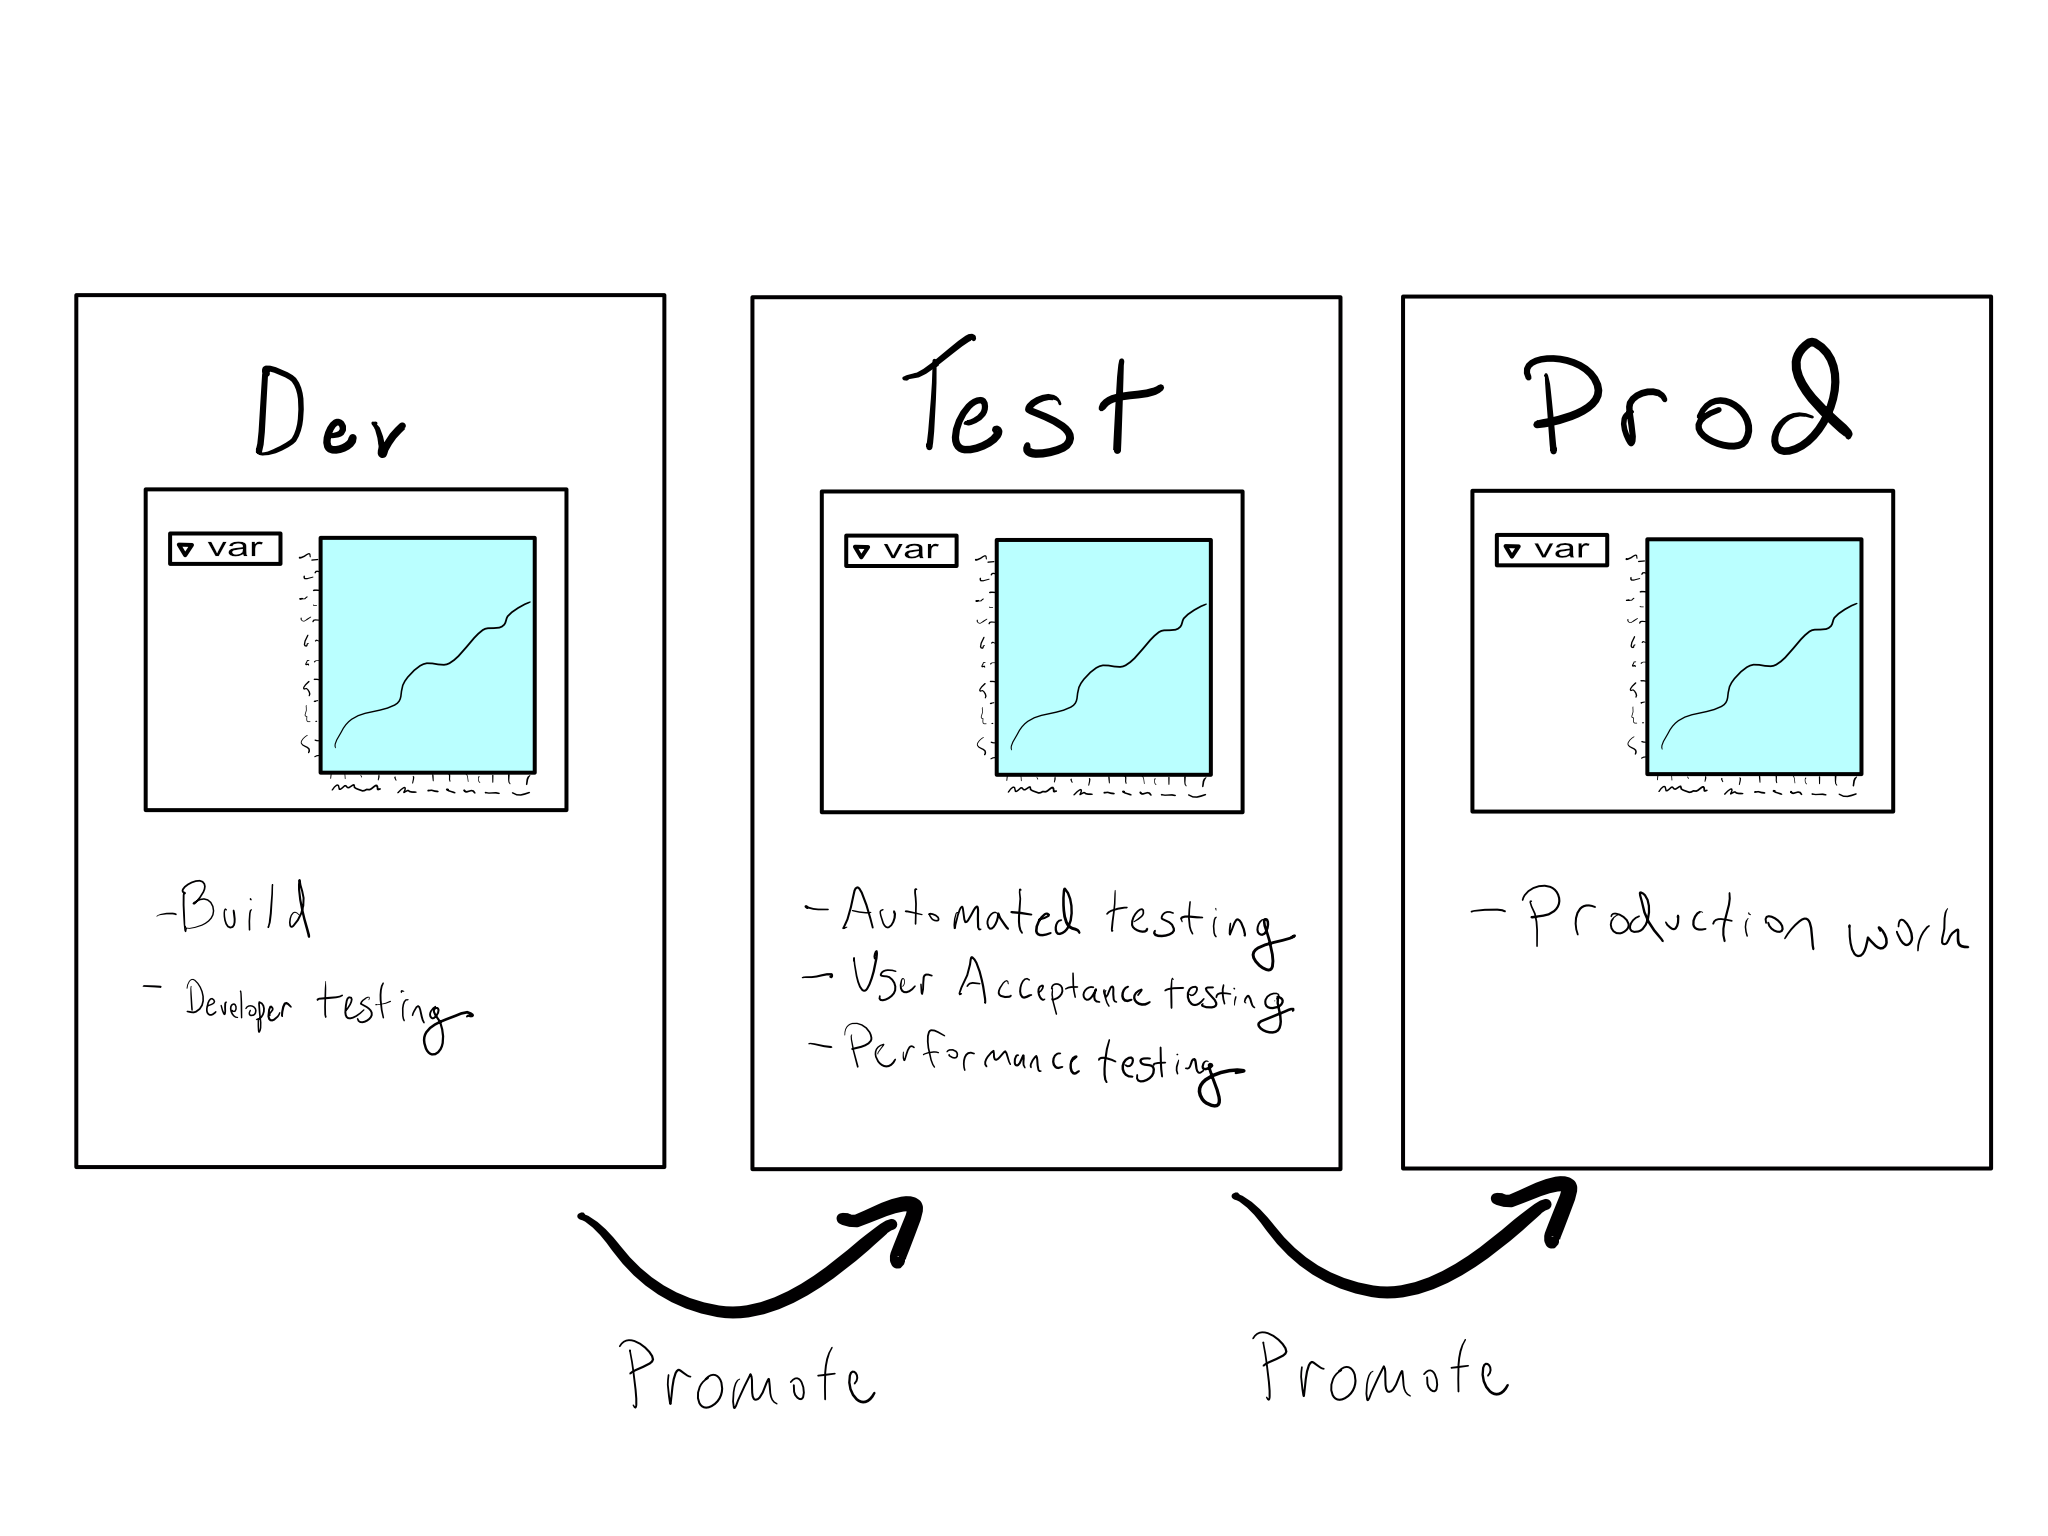 Dev
var
-Build
- Developer testing
Test
var
- Automated testing
- User Acceptance testing
- Performance testing
Prod
var
- Production work
Promote
Promote